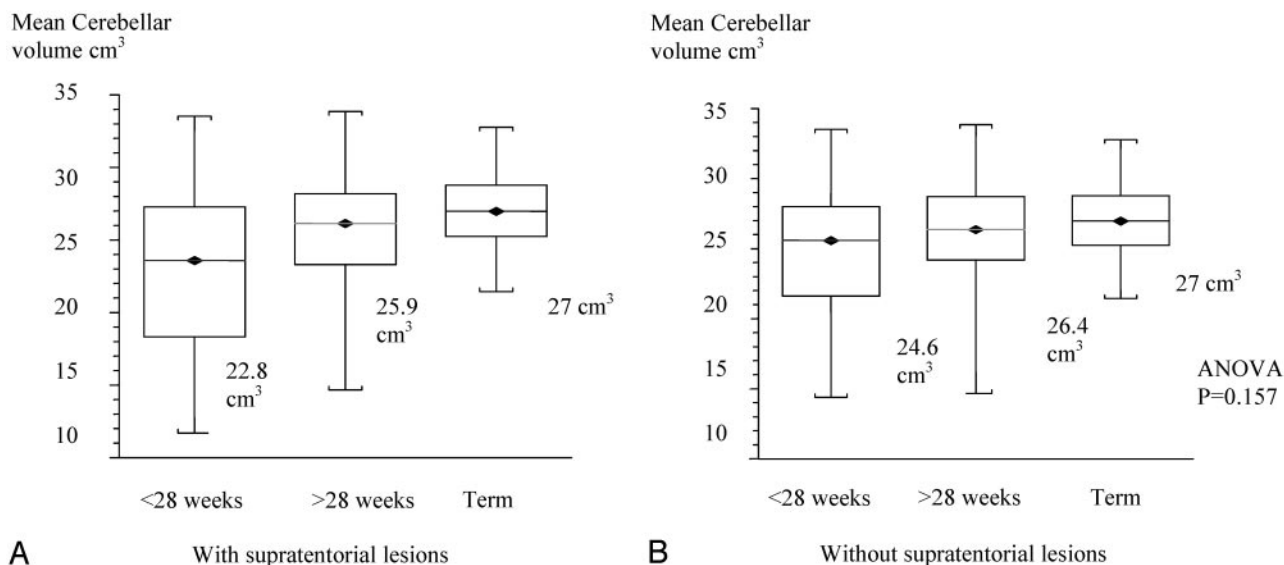 Mean Cerebellar
volume cm³
35
30
25
20
15
10
22.8
cm³
25.9
cm³
27 cm³
<28 weeks
>28 weeks
Term
A
With supratentorial lesions
Mean Cerebellar
volume cm³
35
30
25
20
15
10
24.6
cm³
26.4
cm³
27 cm³
ANOVA
P=0.157
<28 weeks
>28 weeks
Term
B
Without supratentorial lesions